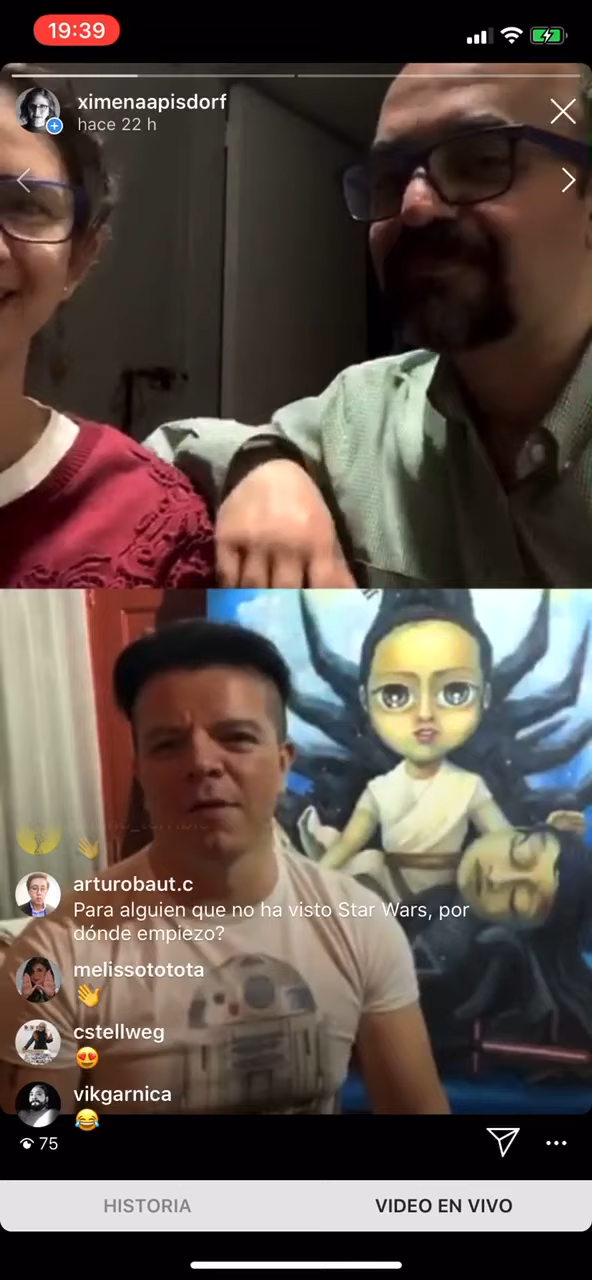 19:39
ximenaapisdorf
hace 22 h
arturobaut.c
Para alguien que no ha visto Star Wars, por
dónde empiezo?
melissototota
👋
cstellweg
😍
vikgarnica
😂
75
HISTORIA
VIDEO EN VIVO